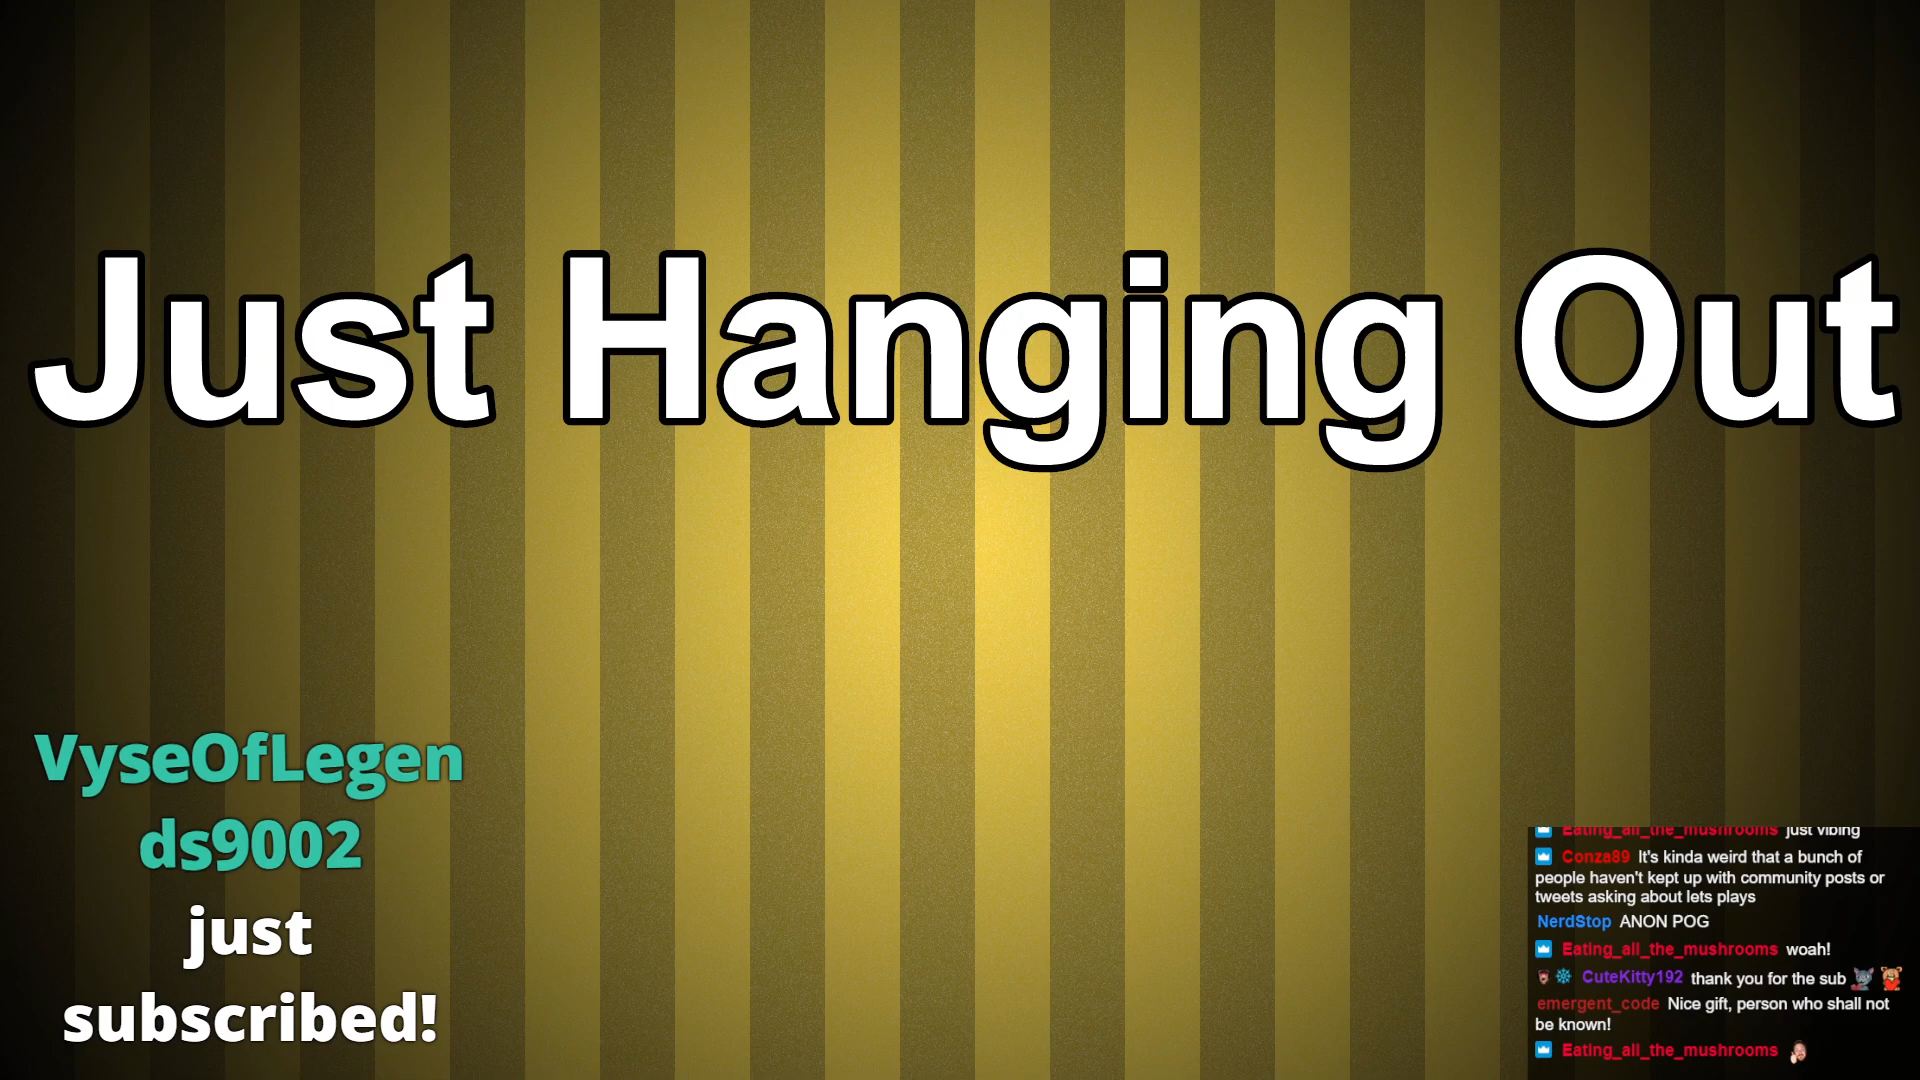 Just Hanging Out
VyseOfLegen
ds9002
just
subscribed!
Eating_all_the_mushrooms just vibing
Conza89 It's kinda weird that a bunch of
people haven't kept up with community posts or
tweets asking about lets plays
NerdStop ANON POG
Eating_all_the_mushrooms woah!
CuteKitty192 thank you for the sub
emergent_code Nice gift, person who shall not
be known!
Eating_all_the_mushrooms